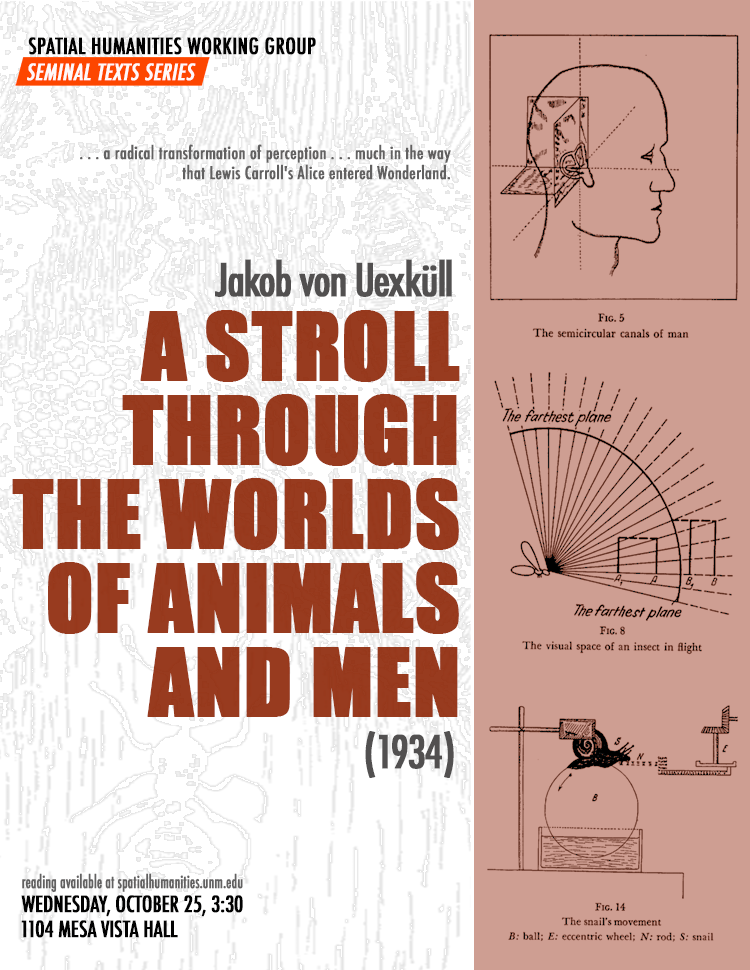 SPATIAL HUMANITIES WORKING GROUP
SEMINAL TEXTS SERIES
. . . a radical transformation of perception . . . much in the way
that Lewis Carroll's Alice entered Wonderland.
Jakob von Uexküll
A STROLL
THROUGH
THE WORLDS
OF ANIMALS
AND MEN
(1934)
reading available at spatialhumanities.unm.edu
WEDNESDAY, OCTOBER 25, 3:30
1104 MESA VISTA HALL
FIG. 5
The semicircular canals of man
The farthest plane
A₁ A B₁ B
The farthest plane
FIG. 8
The visual space of an insect in flight
S
N
E
B
FIG. 14
The snail's movement
B: ball; E: eccentric wheel; N: rod; S: snail